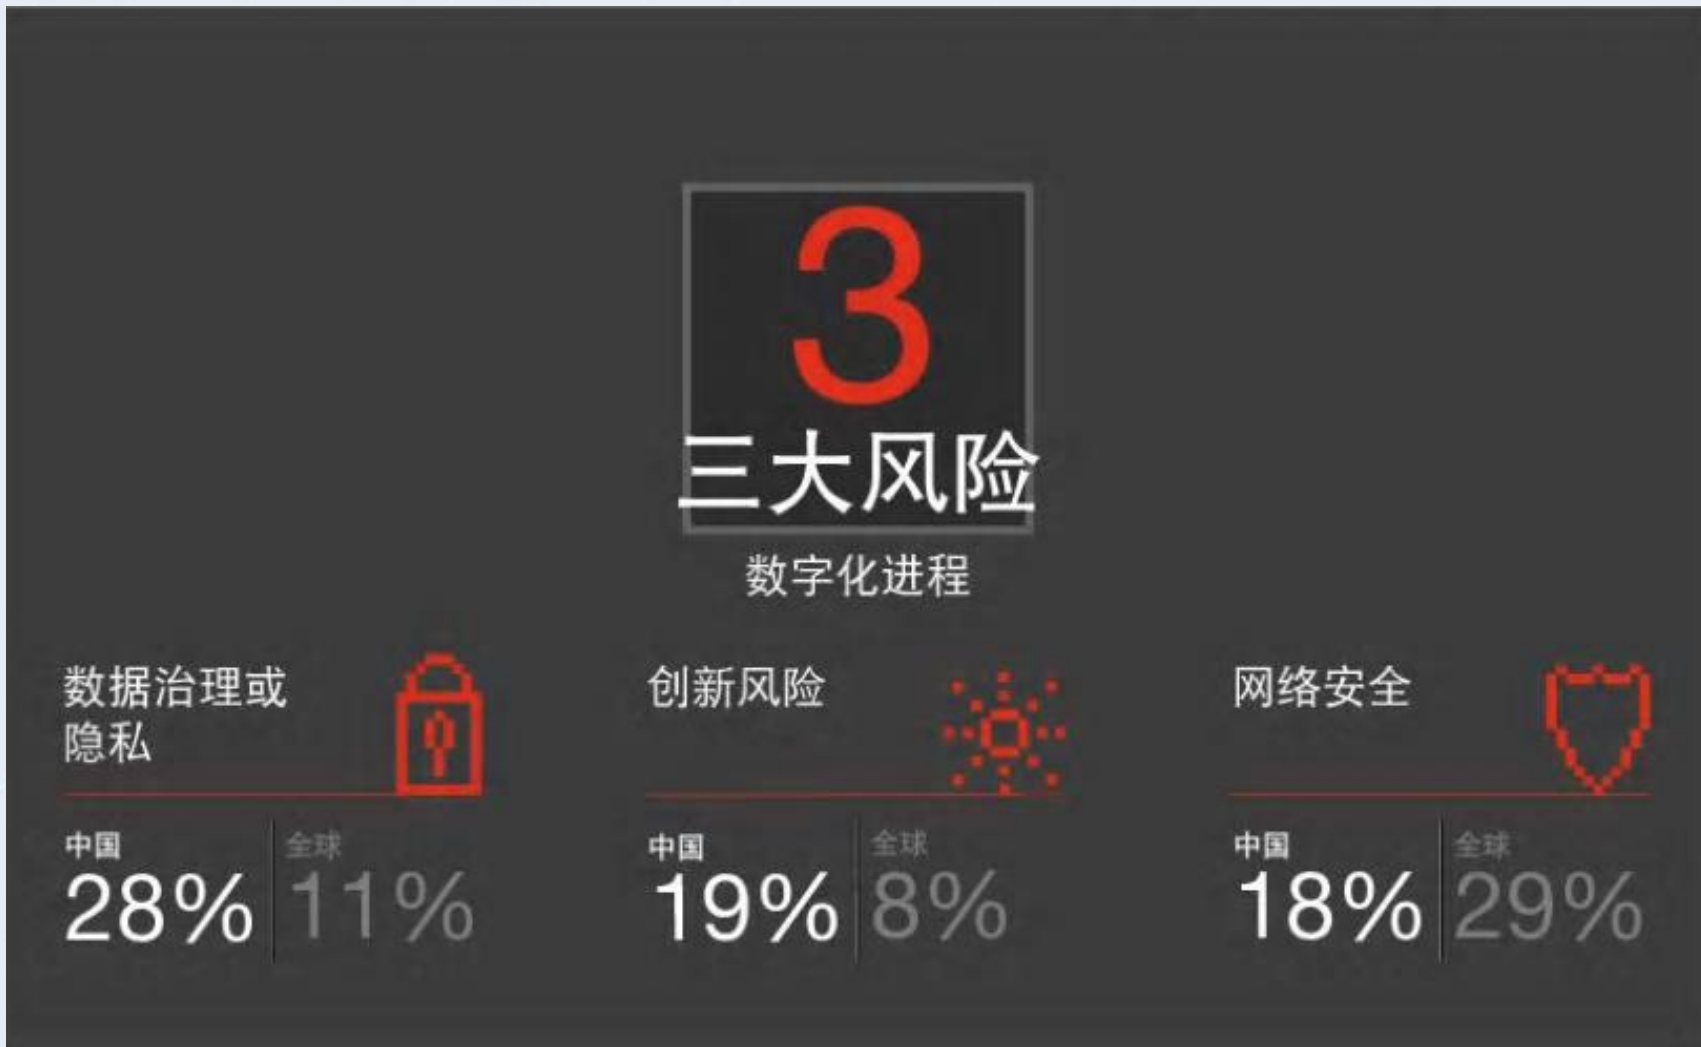 3
三大风险
数字化进程
数据治理或
隐私
中国
全球
28%
11%
创新风险
中国
全球
19%
8%
网络安全
中国
全球
18%
29%